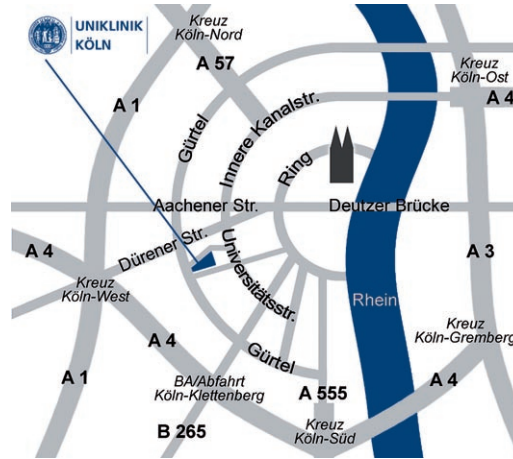 UNIKLINIK
KÖLN
Kreuz
Köln-Nord
Kreuz
Köln-Ost
A 57
A 4
A 1
Gürtel
Innere Kanalstr.
Ring
Aachener Str.
Deutzer Brücke
Dürener Str.
Universitätsstr.
A 4
A 3
Kreuz
Köln-West
Rhein
Kreuz
Köln-Gremberg
A 4
Gürtel
A 1
BA/Abfahrt
Köln-Klettenberg
A 555
A 4
B 265
Kreuz
Köln-Süd